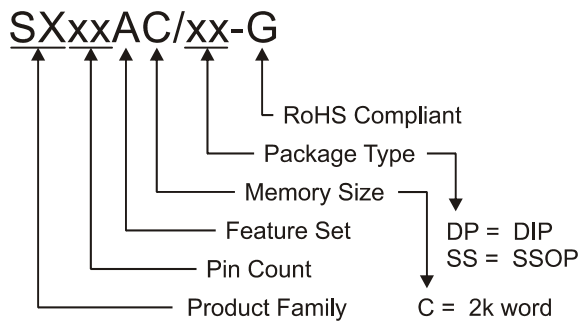 SXxxAC/xx-G
RoHS Compliant
Package Type
Memory Size
Feature Set
DP = DIP
SS = SSOP
Pin Count
Product Family
C = 2k word